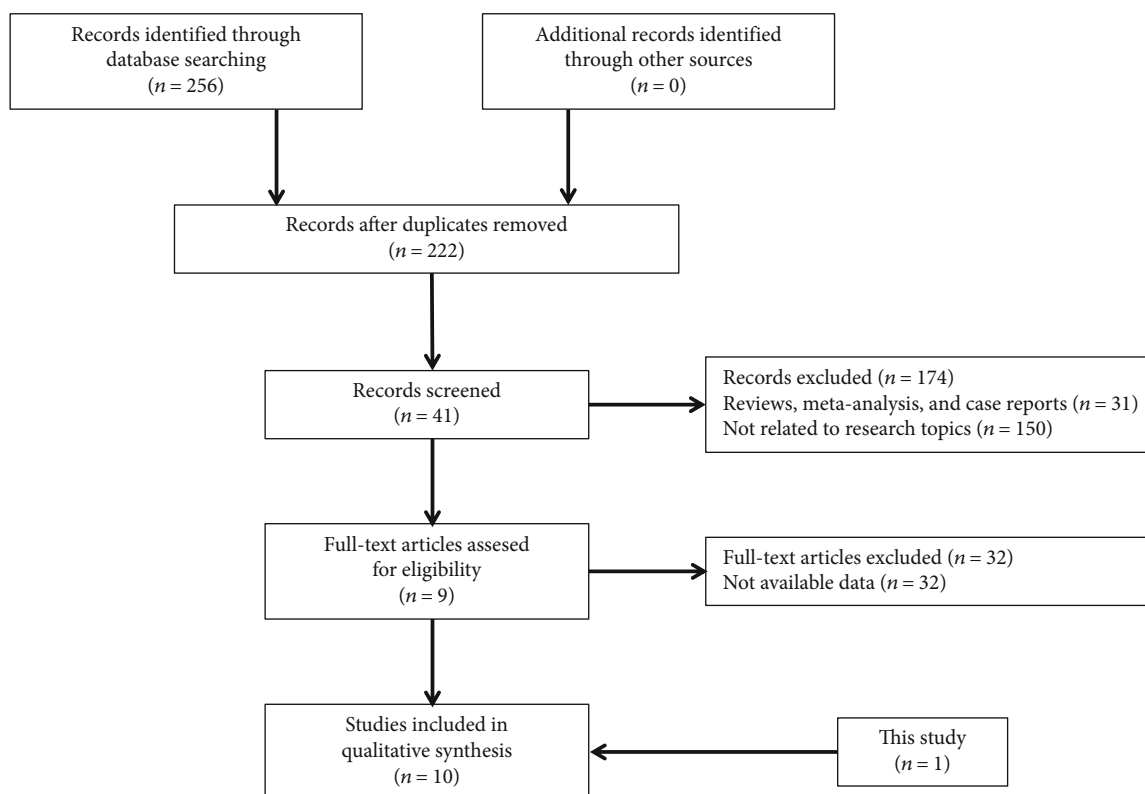 Records identified through
database searching
(n = 256)
Additional records identified
through other sources
(n = 0)
Records after duplicates removed
(n = 222)
Records screened
(n = 41)
Records excluded (n = 174)
Reviews, meta-analysis, and case reports (n = 31)
Not related to research topics (n = 150)
Full-text articles assesed
for eligibility
(n = 9)
Full-text articles excluded (n = 32)
Not available data (n = 32)
Studies included in
qualitative synthesis
(n = 10)
This study
(n = 1)